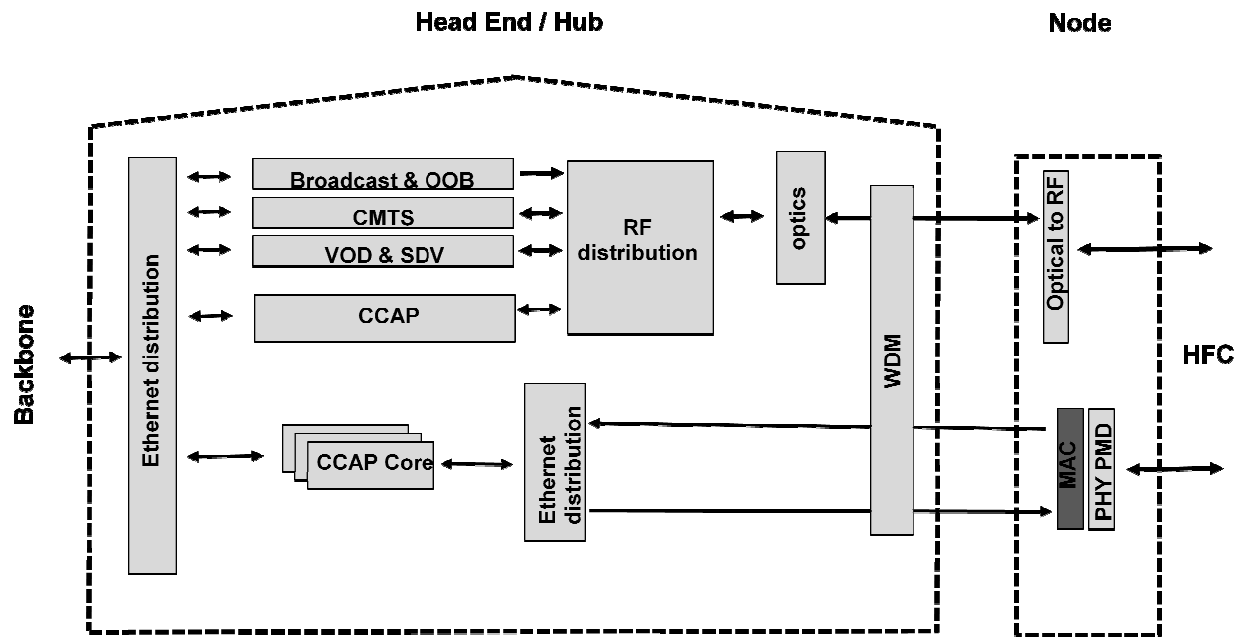 Head End / Hub
Node
Backbone
Ethernet distribution
Broadcast & OOB
CMTS
VOD & SDV
CCAP
RF
distribution
optics
WDM
Optical to RF
HFC
CCAP Core
Ethernet
distribution
MAC
PHY PMD